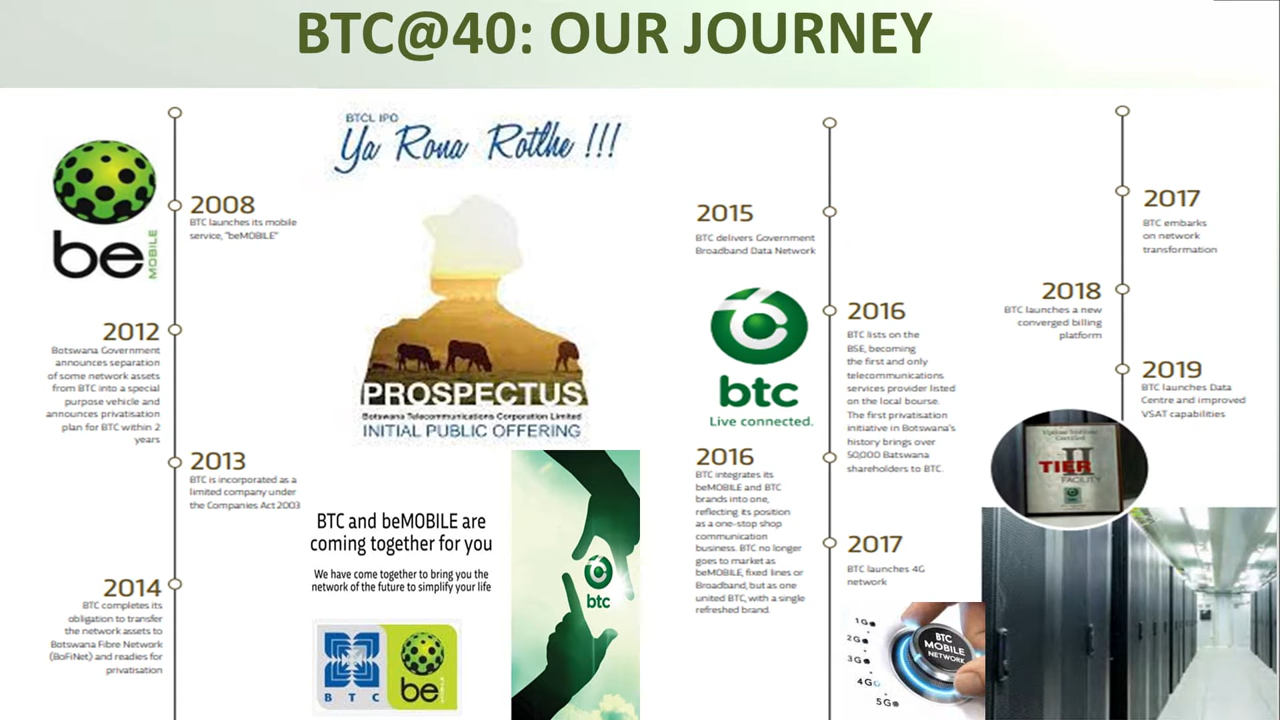 BTC@40: OUR JOURNEY
be
MOBILE
2008
BTC launches its mobile
service, "beMOBILE"
2012
Botswana Government
announces separation
of some network assets
from BTC into a special
purpose vehicle and
announces privatisation
plan for BTC within 2
years
2013
BTC is incorporated as a
limited company under
the Companies Act 2003
2014
BTC completes its
obligation to transfer
the network assets to
Botswana Fibre Network
(BoFiNet) and readies for
privatisation
BTCL IPO
Ya Rona Rotlhe !!!
PROSPECTUS
Botswana Telecommunications Corporation Limited
INITIAL PUBLIC OFFERING
BTC and beMOBILE are
coming together for you
We have come together to bring you the
network of the future to simplify your life
BTC
be
btc
2015
BTC delivers Government
Broadband Data Network
btc
Live connected.
2016
BTC lists on the
BSE, becoming
the first and only
telecommunications
services provider listed
on the local bourse.
The first privatisation
initiative in Botswana's
history brings over
50,000 Batswana
shareholders to BTC.
2016
BTC integrates its
beMOBILE and BTC
brands into one,
reflecting its position
as a one-stop shop
communication
business. BTC no longer
goes to market as
beMOBILE, fixed lines or
Broadband, but as one
united BTC, with a single
refreshed brand.
2017
BTC launches 4G
network
1G
2G
3G
4G
5G
BTC
MOBILE
NETWORK
2017
BTC embarks
on network
transformation
2018
BTC launches a new
converged billing
platform
2019
BTC launches Data
Centre and improved
VSAT capabilities
Certified
II
TIER
FACILITY